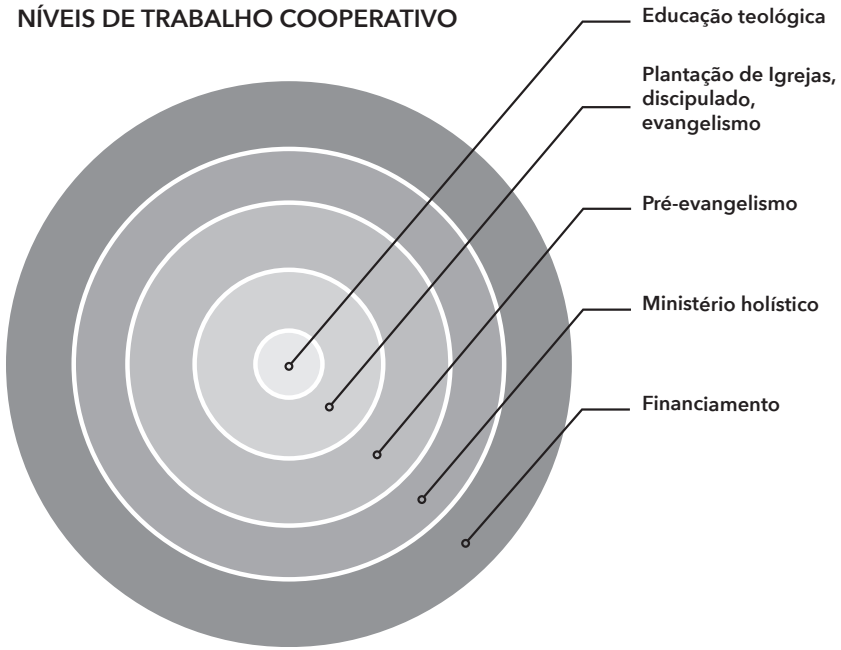 NÍVEIS DE TRABALHO COOPERATIVO
Educação teológica
Plantação de Igrejas,
discipulado,
evangelismo
Pré-evangelismo
Ministério holístico
Financiamento